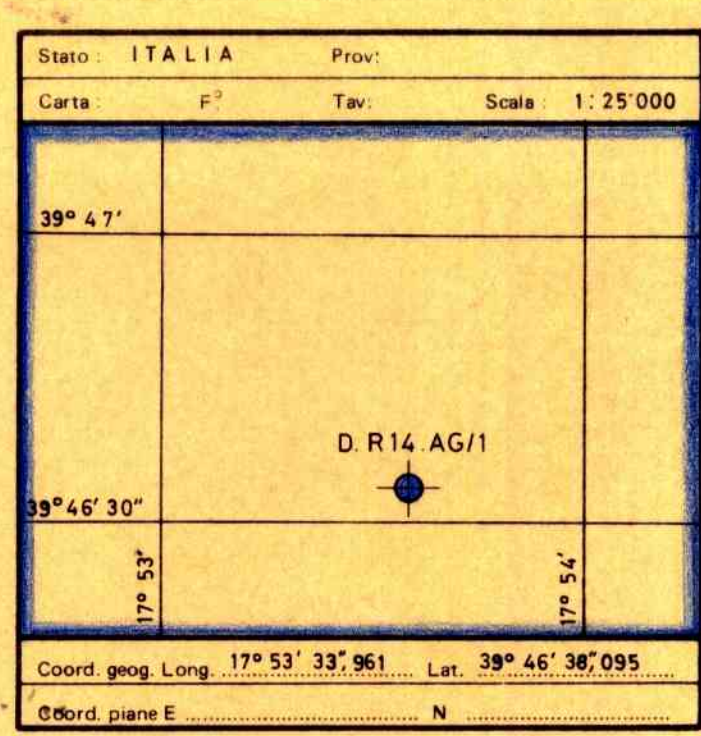 Stato : ITALIA Prov:
Carta : F° Tav: Scala : 1:25'000
39° 47'
D. R14. AG/1
39° 46' 30"
17° 53'
17° 54'
Coord. geog. Long. 17° 53' 33",961 Lat. 39° 46' 38",095
Coord. piane E N